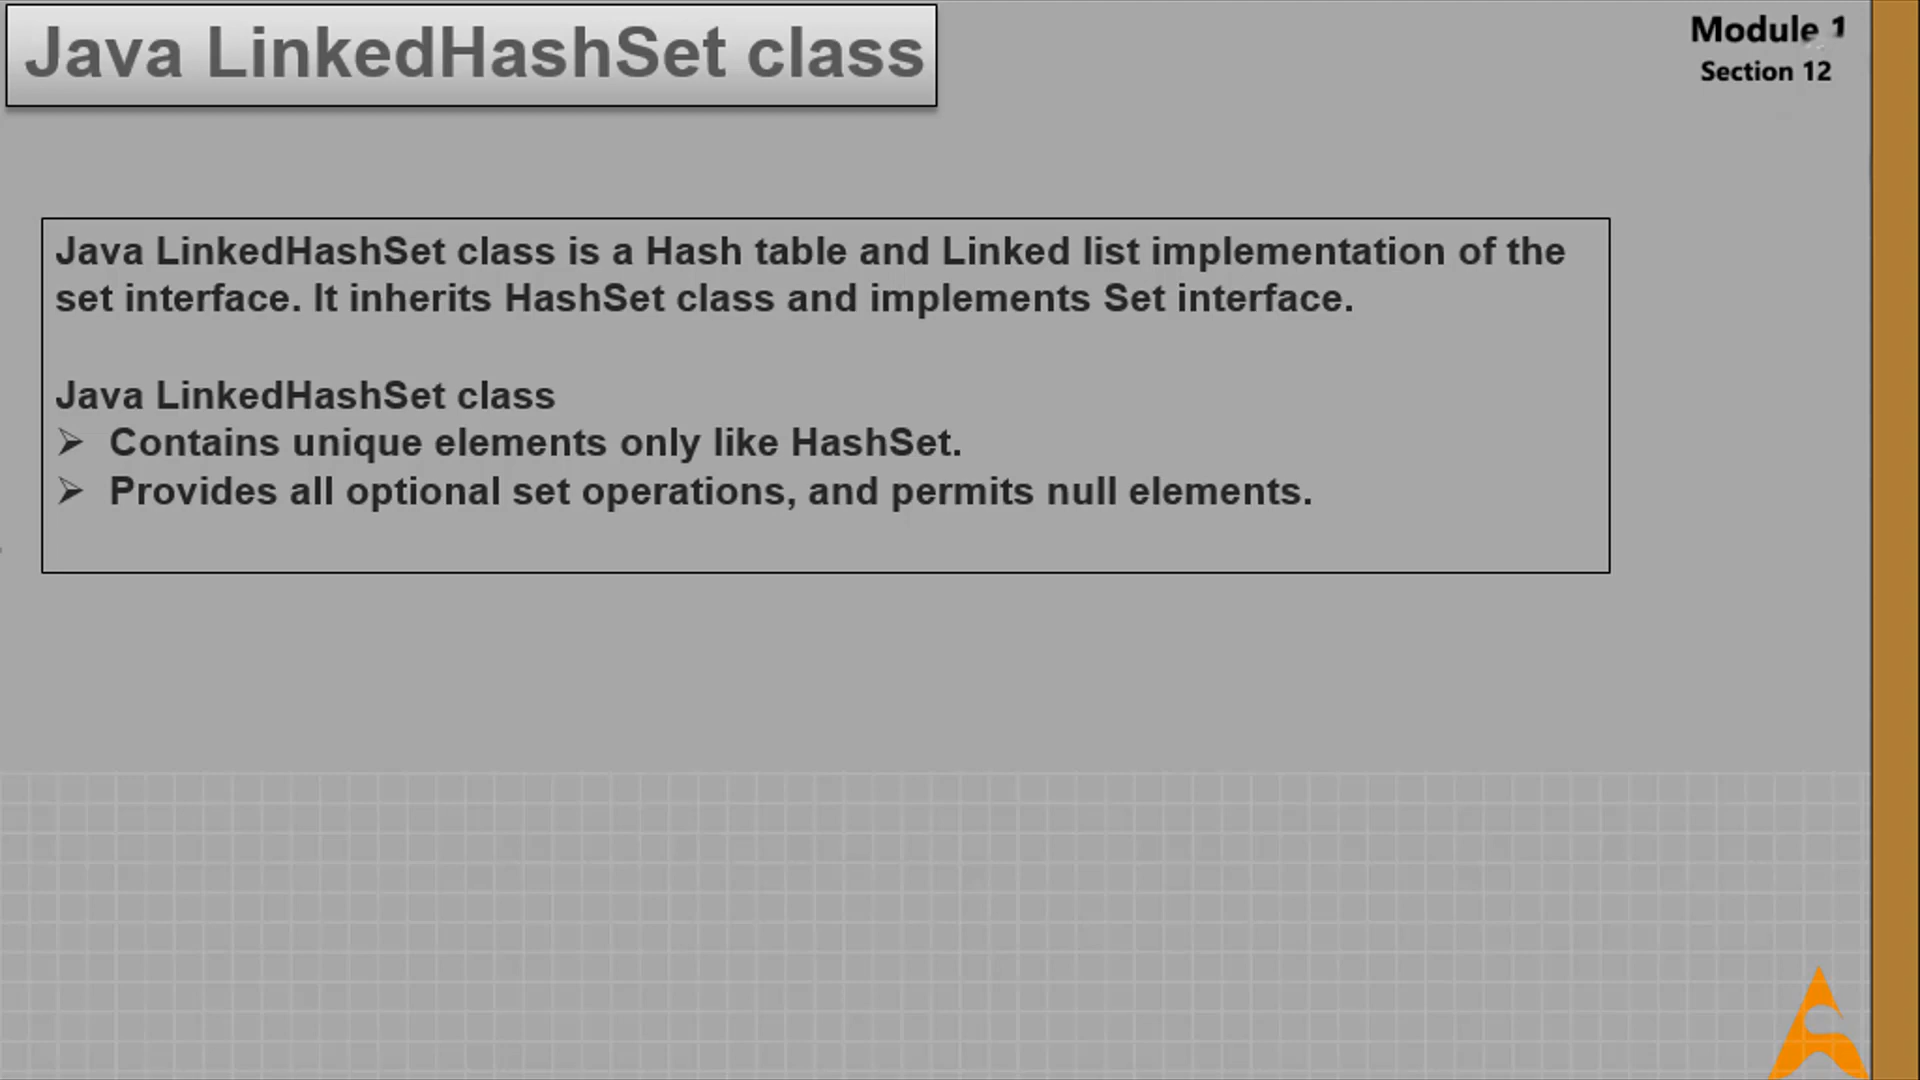 Java LinkedHashSet class
Module 1
Section 12
Java LinkedHashSet class is a Hash table and Linked list implementation of the
set interface. It inherits HashSet class and implements Set interface.
Java LinkedHashSet class
➢ Contains unique elements only like HashSet.
➢ Provides all optional set operations, and permits null elements.